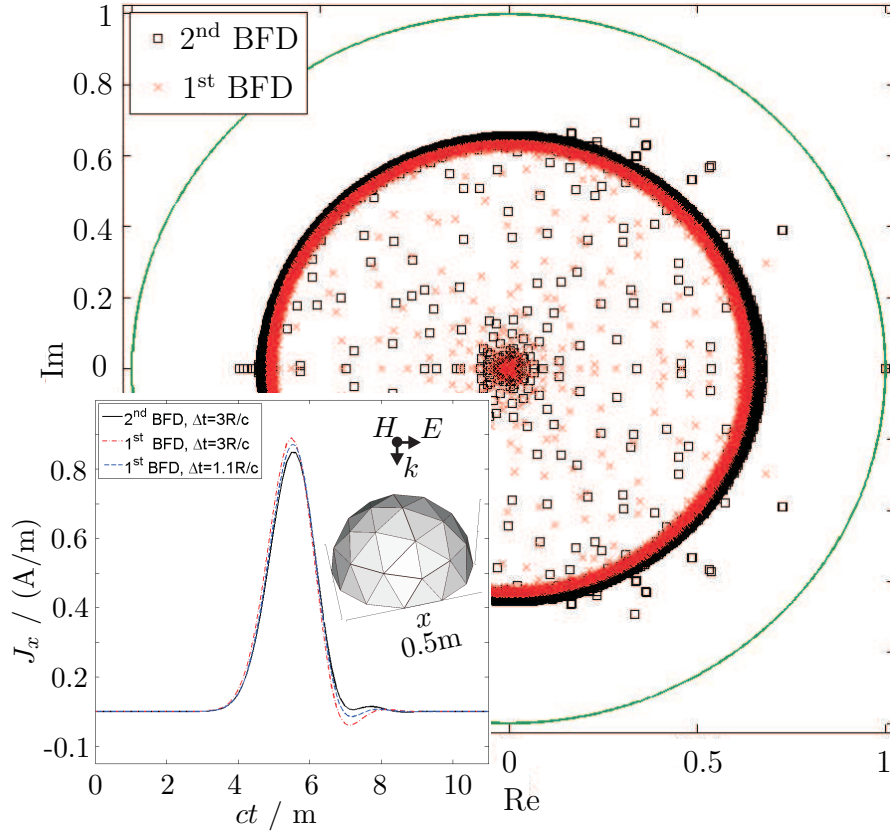 1
2nd BFD
1st BFD
0.8
0.6
0.4
0.2
0
Im
2nd BFD, Δt=3R/c
1st BFD, Δt=3R/c
1st BFD, Δt=1.1R/c
H E
k
0.8
0.6
0.4
0.2
-0.1
Jx / (A/m)
x
0.5m
0 2 4 6 8 10
ct / m
0 0.5 1
Re